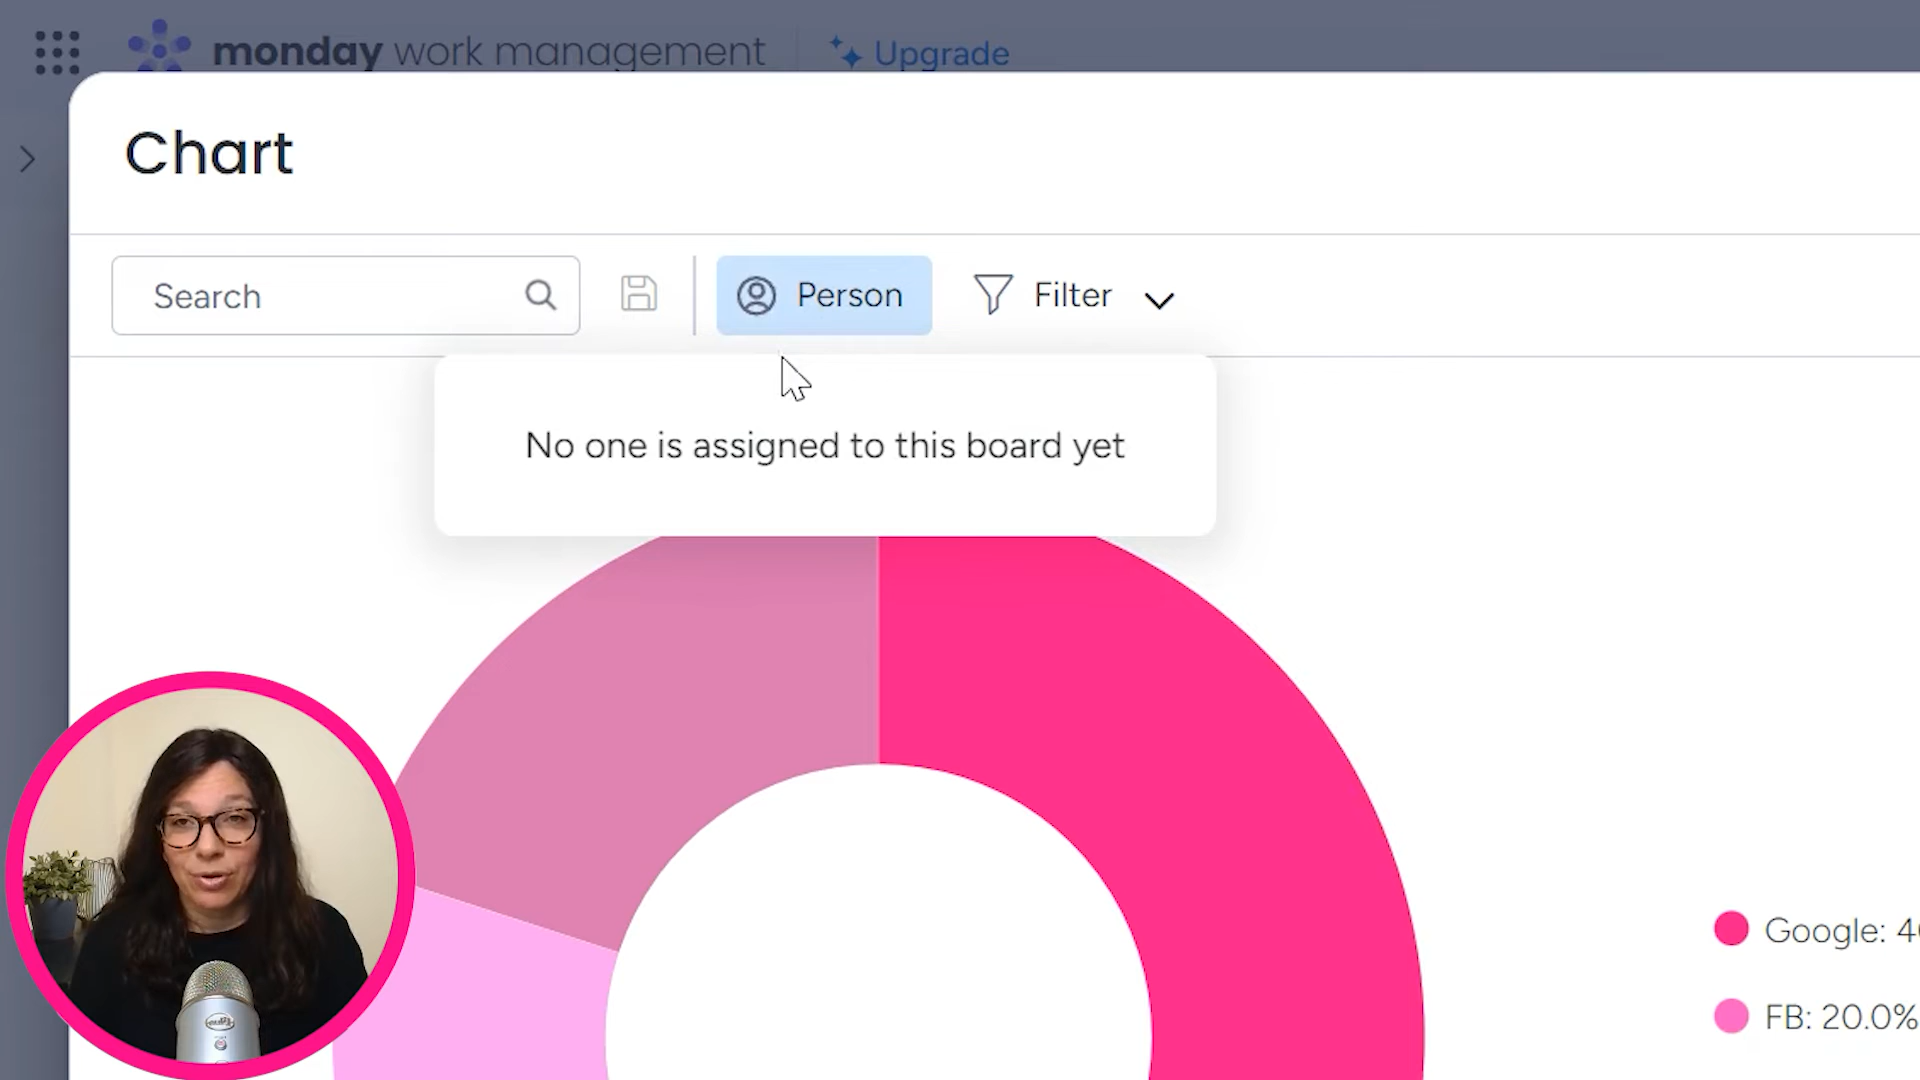 monday work management
Upgrade
Chart
Search
Person
Filter
No one is assigned to this board yet
Google: 4
FB: 20.0%